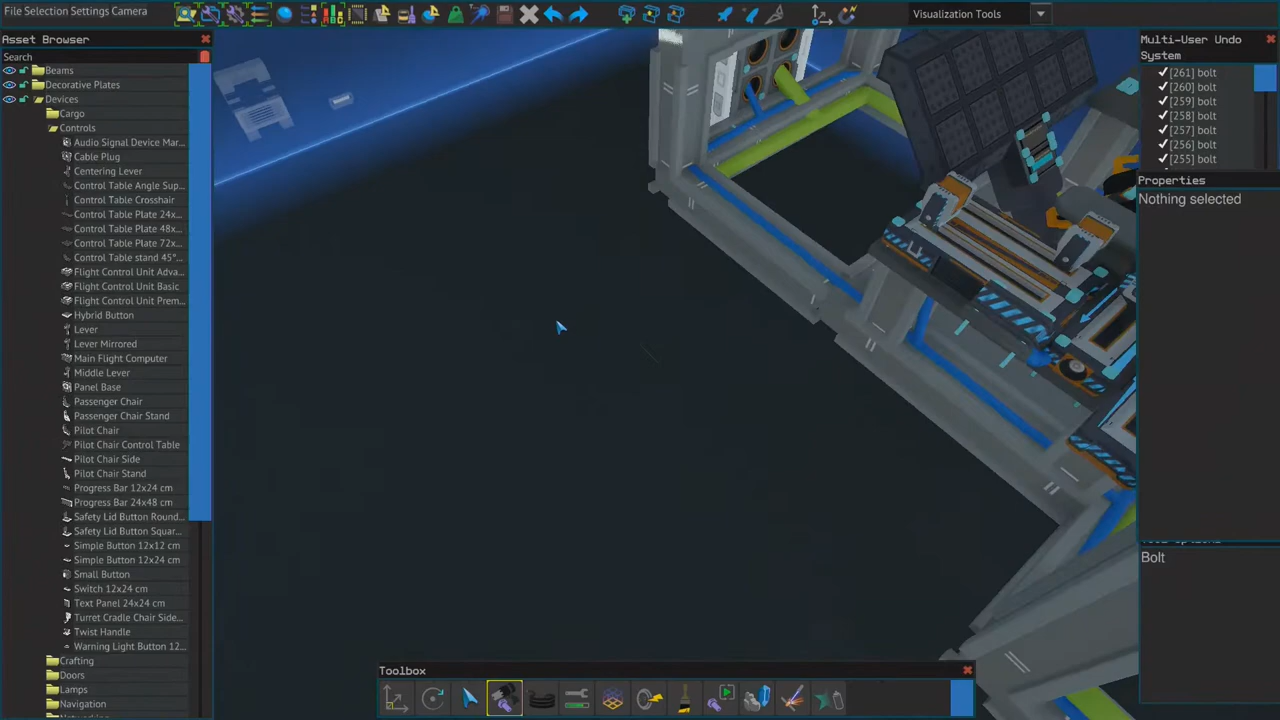 File Selection Settings Camera
Visualization Tools
Asset Browser
Search
Beams
Decorative Plates
Devices
Cargo
Controls
Audio Signal Device Mar...
Cable Plug
Centering Lever
Control Table Angle Sup...
Control Table Crosshair
Control Table Plate 24x...
Control Table Plate 48x...
Control Table Plate 72x...
Control Table stand 45°...
Flight Control Unit Adva...
Flight Control Unit Basic
Flight Control Unit Prem...
Hybrid Button
Lever
Lever Mirrored
Main Flight Computer
Middle Lever
Panel Base
Passenger Chair
Passenger Chair Stand
Pilot Chair
Pilot Chair Control Table
Pilot Chair Side
Pilot Chair Stand
Progress Bar 12x24 cm
Progress Bar 24x48 cm
Safety Lid Button Round...
Safety Lid Button Squar...
Simple Button 12x12 cm
Simple Button 12x24 cm
Small Button
Switch 12x24 cm
Text Panel 24x24 cm
Turret Cradle Chair Side...
Twist Handle
Warning Light Button 12...
Crafting
Doors
Lamps
Navigation
Multi-User Undo
System
[261] bolt
[260] bolt
[259] bolt
[258] bolt
[257] bolt
[256] bolt
[255] bolt
Properties
Nothing selected
Bolt
Toolbox